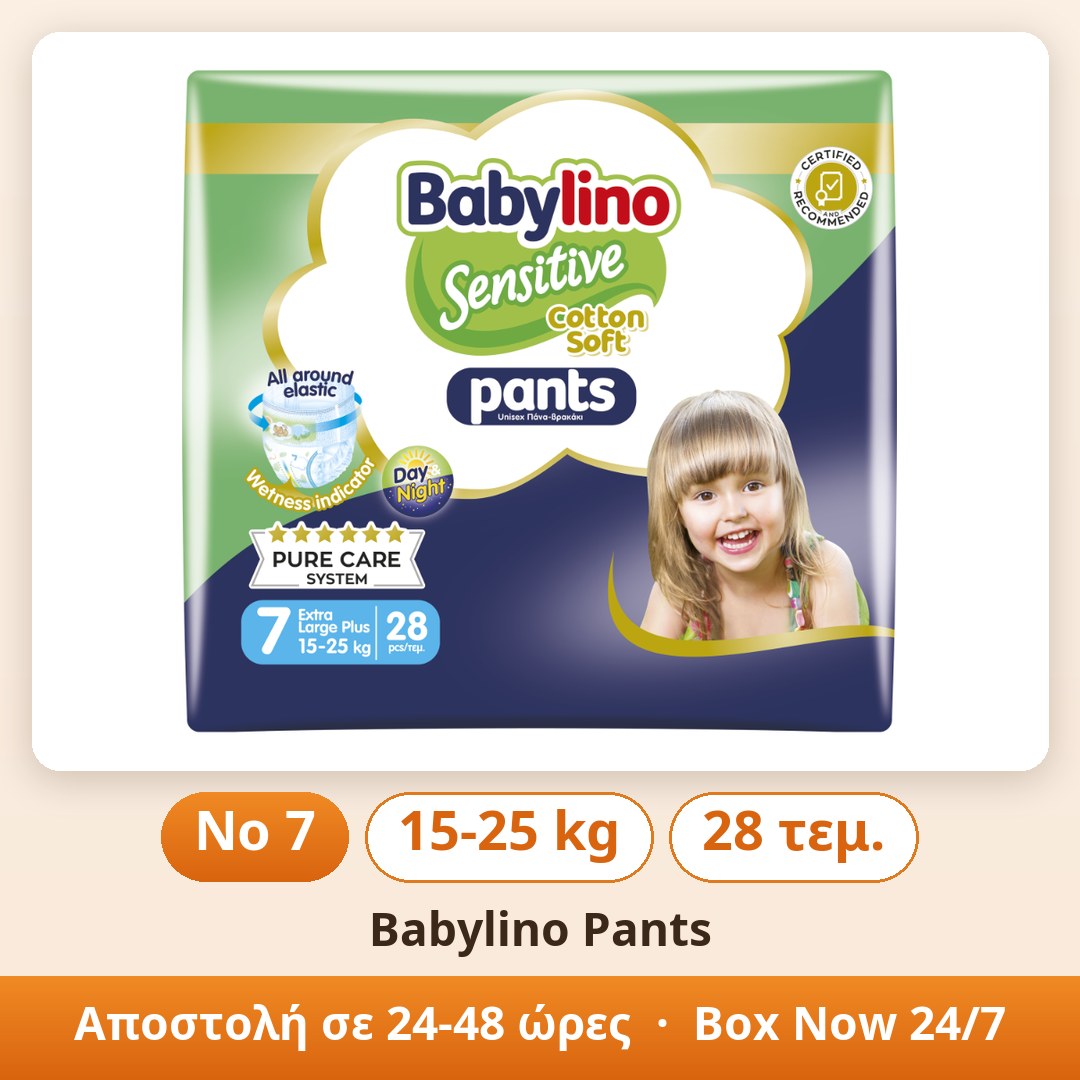 CERTIFIED
AND
RECOMMENDED
Babylino
Sensitive
Cotton
Soft
pants
Unisex Πάνα-Βρακάκι
All around
elastic
Wetness indicator
Day &
Night
PURE CARE
SYSTEM
7
Extra
Large Plus
15-25 kg
28
pcs/τεμ.
No 7
15-25 kg
28 τεμ.
Babylino Pants
Αποστολή σε 24-48 ώρες · Box Now 24/7